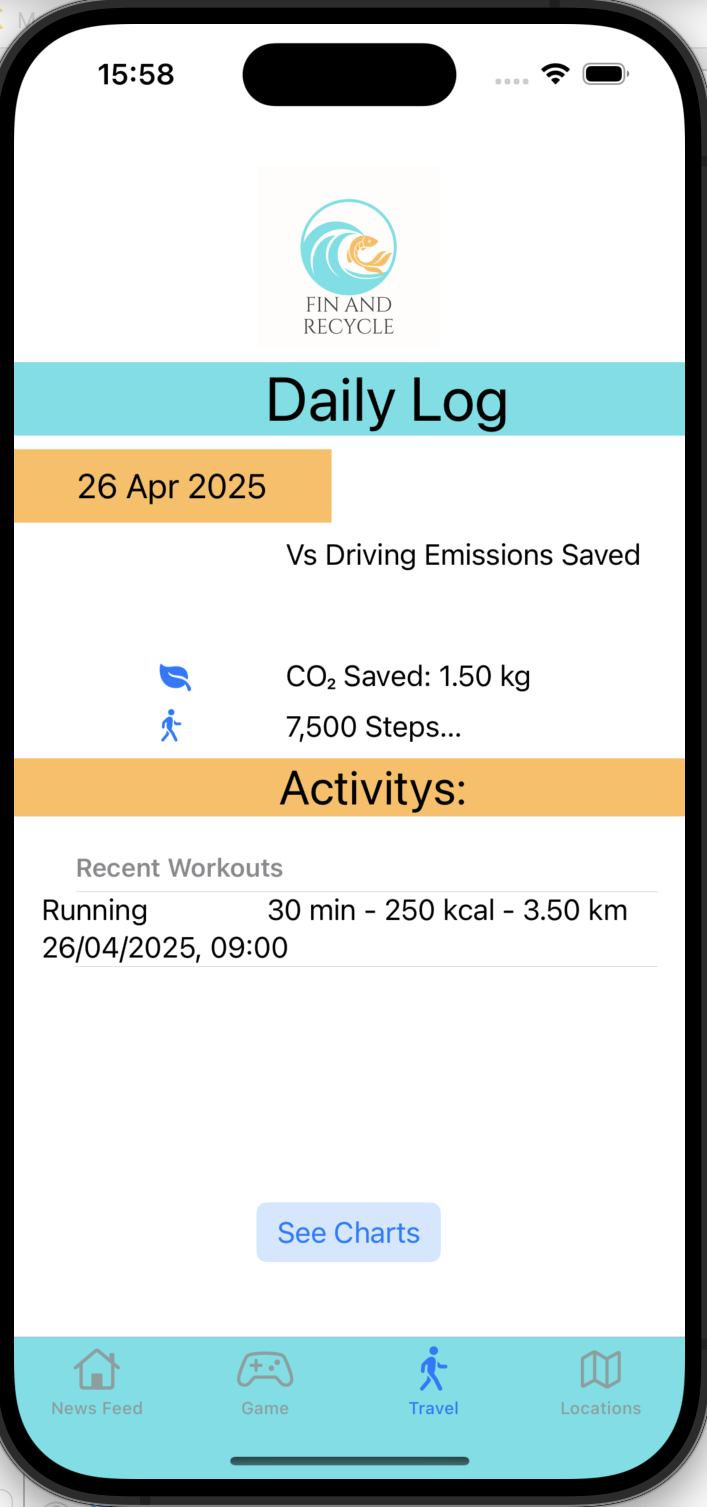 15:58
FIN AND
RECYCLE
Daily Log
26 Apr 2025
Vs Driving Emissions Saved
CO₂ Saved: 1.50 kg
7,500 Steps...
Activitys:
Recent Workouts
Running 30 min - 250 kcal - 3.50 km
26/04/2025, 09:00
See Charts
News Feed Game Travel Locations